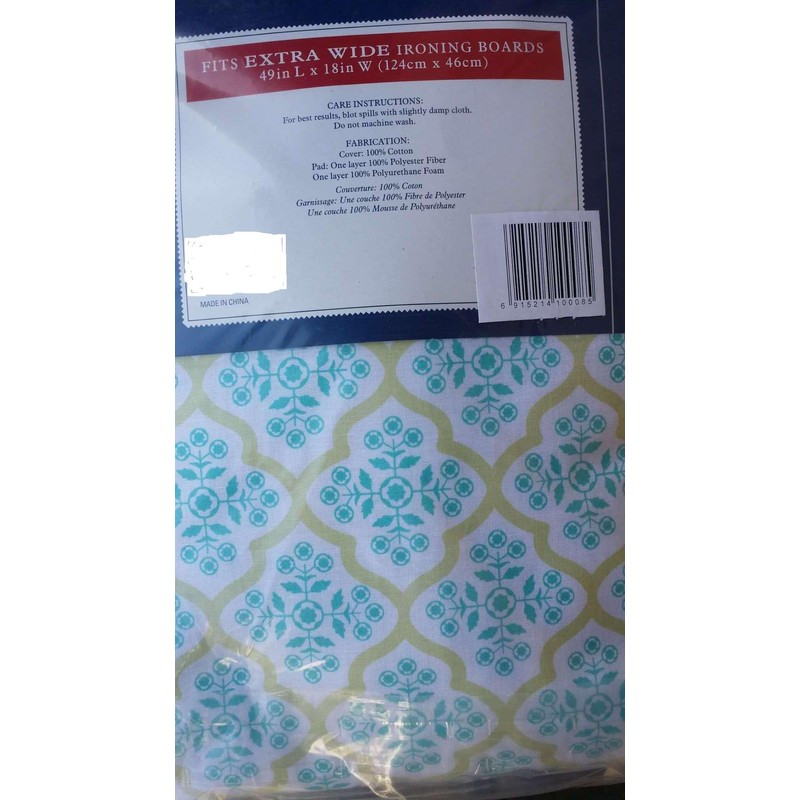 FITS EXTRA WIDE IRONING BOARDS
49in L x 18in W (124cm x 46cm)
CARE INSTRUCTIONS:
For best results, blot spills with slightly damp cloth.
Do not machine wash.
FABRICATION:
Cover: 100% Cotton
Pad: One layer 100% Polyester Fiber
One layer 100% Polyurethane Foam
Couverture: 100% Coton
Garnissage: Une couche 100% Fibre de Polyester
Une couche 100% Mousse de Polyuréthane
MADE IN CHINA
6 915214 100085